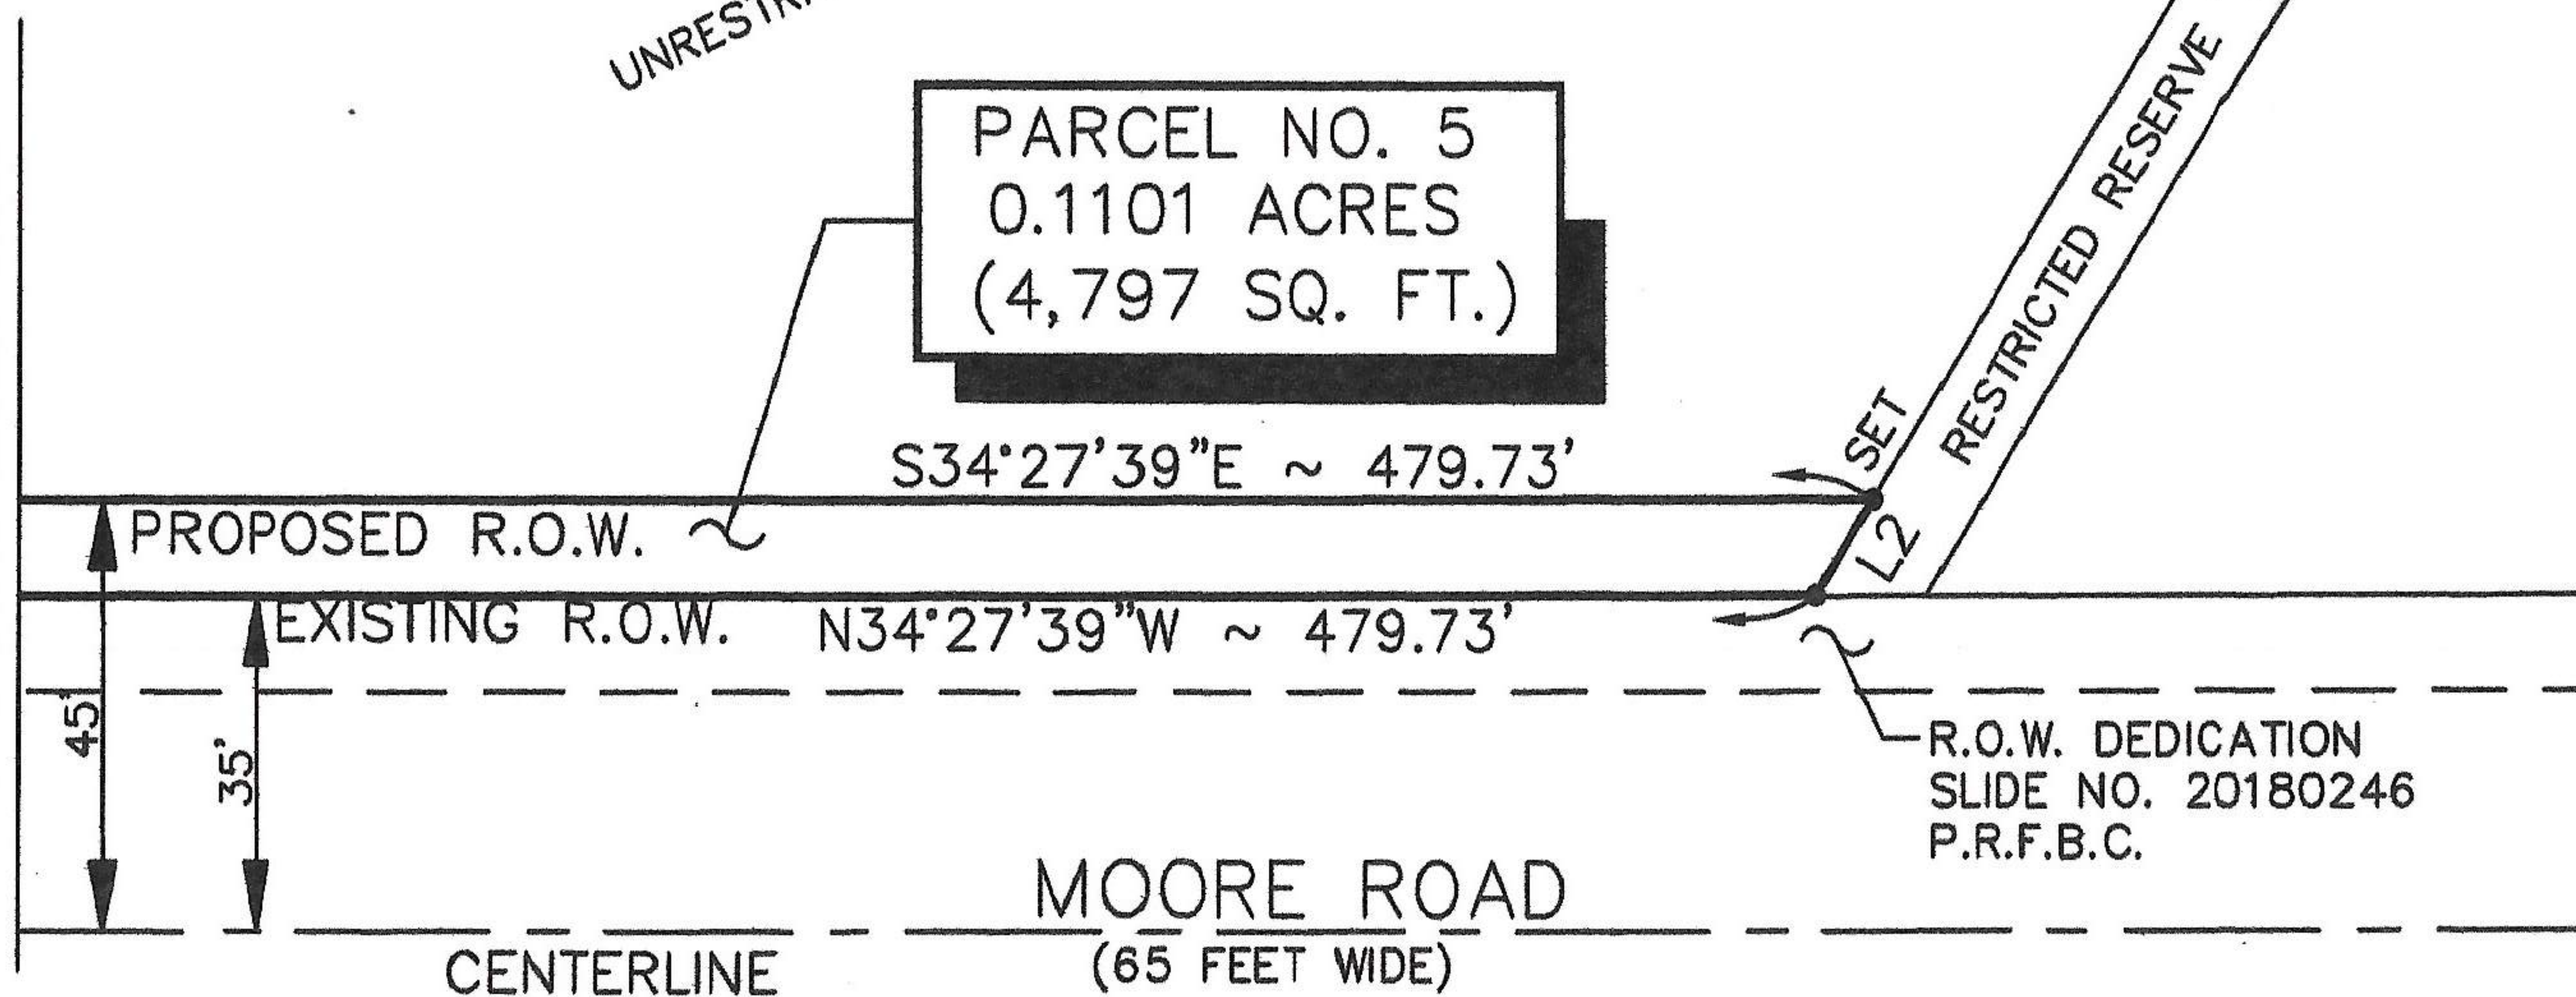 PARCEL NO. 5
0.1101 ACRES
(4,797 SQ. FT.)
RESTRICTED RESERVE
SET
S34°27'39"E ~ 479.73'
L2
PROPOSED R.O.W.
EXISTING R.O.W.
N34°27'39"W ~ 479.73'
45'
35'
R.O.W. DEDICATION
SLIDE NO. 20180246
P.R.F.B.C.
MOORE ROAD
(65 FEET WIDE)
CENTERLINE